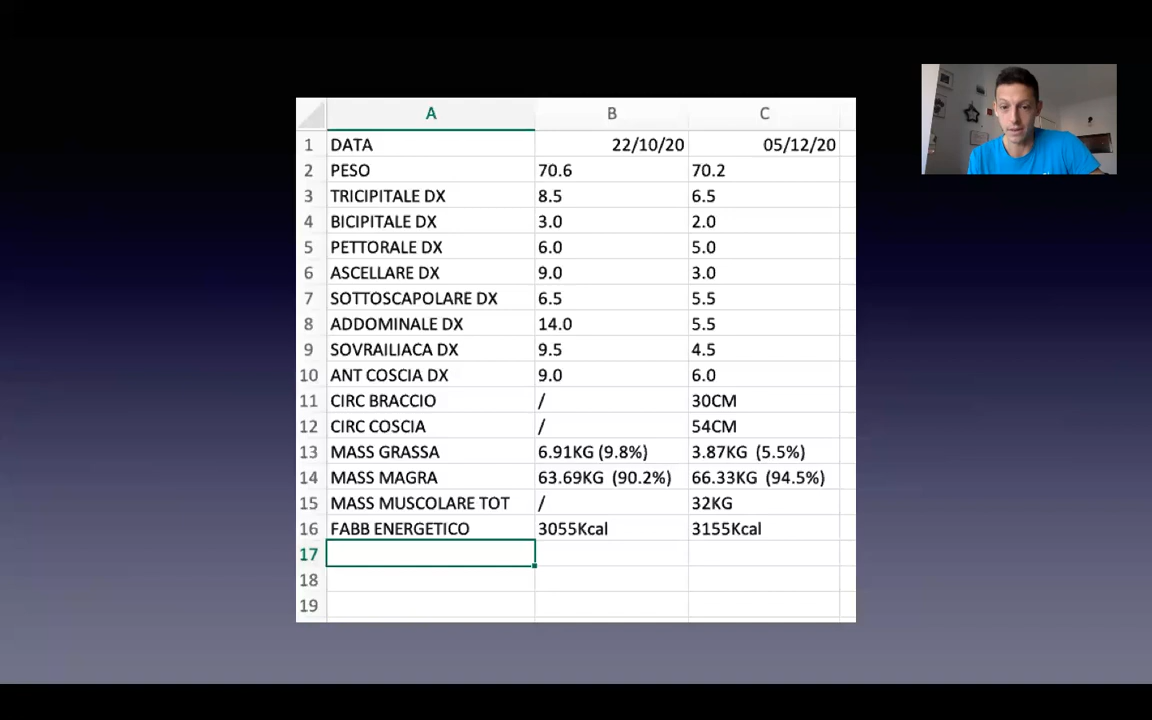 A B C
1 DATA 22/10/20 05/12/20
2 PESO 70.6 70.2
3 TRICIPITALE DX 8.5 6.5
4 BICIPITALE DX 3.0 2.0
5 PETTORALE DX 6.0 5.0
6 ASCELLARE DX 9.0 3.0
7 SOTTOSCAPOLARE DX 6.5 5.5
8 ADDOMINALE DX 14.0 5.5
9 SOVRAILIACA DX 9.5 4.5
10 ANT COSCIA DX 9.0 6.0
11 CIRC BRACCIO / 30CM
12 CIRC COSCIA / 54CM
13 MASS GRASSA 6.91KG (9.8%) 3.87KG (5.5%)
14 MASS MAGRA 63.69KG (90.2%) 66.33KG (94.5%)
15 MASS MUSCOLARE TOT / 32KG
16 FABB ENERGETICO 3055Kcal 3155Kcal
17
18
19